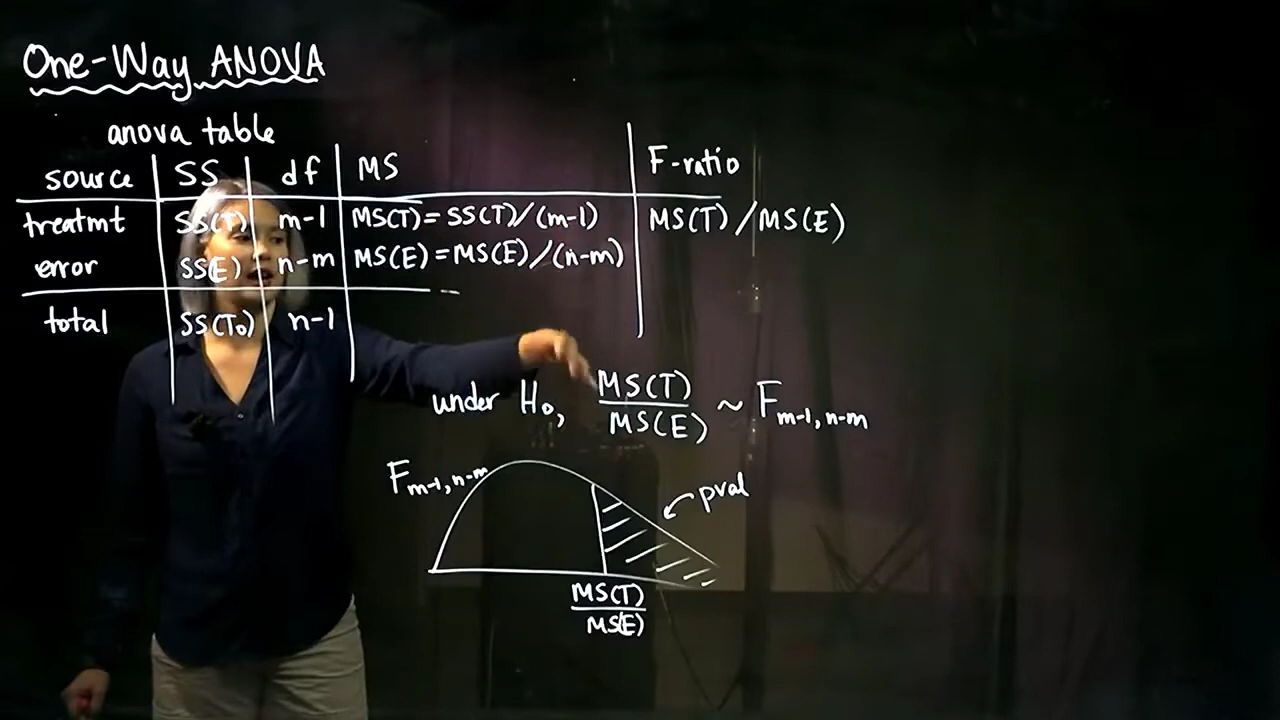 One-Way ANOVA
anova table
source SS df MS F-ratio
treatmt SS(T) m-1 MS(T)=SS(T)/(m-1) MS(T)/MS(E)
error SS(E) n-m MS(E)=MS(E)/(n-m)
total SS(To) n-1
under Ho, MS(T)/MS(E) ~ Fm-1,n-m
Fm-1,n-m
pval
MS(T)
MS(E)